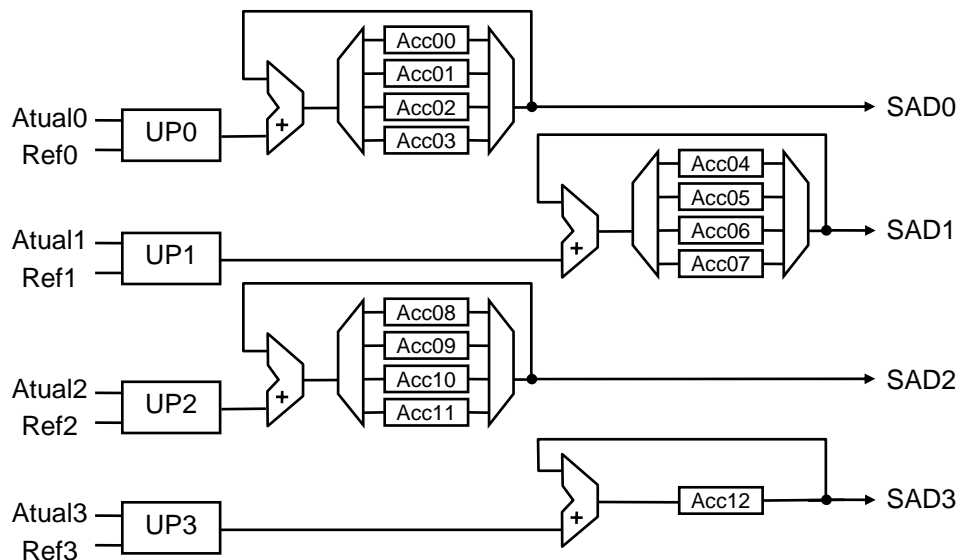 Acc00
Acc01
Acc02
Acc03
Atual0
Ref0
UP0
+
SAD0
Acc04
Acc05
Acc06
Acc07
Atual1
Ref1
UP1
+
SAD1
Acc08
Acc09
Acc10
Acc11
Atual2
Ref2
UP2
+
SAD2
Atual3
Ref3
UP3
+
Acc12
SAD3